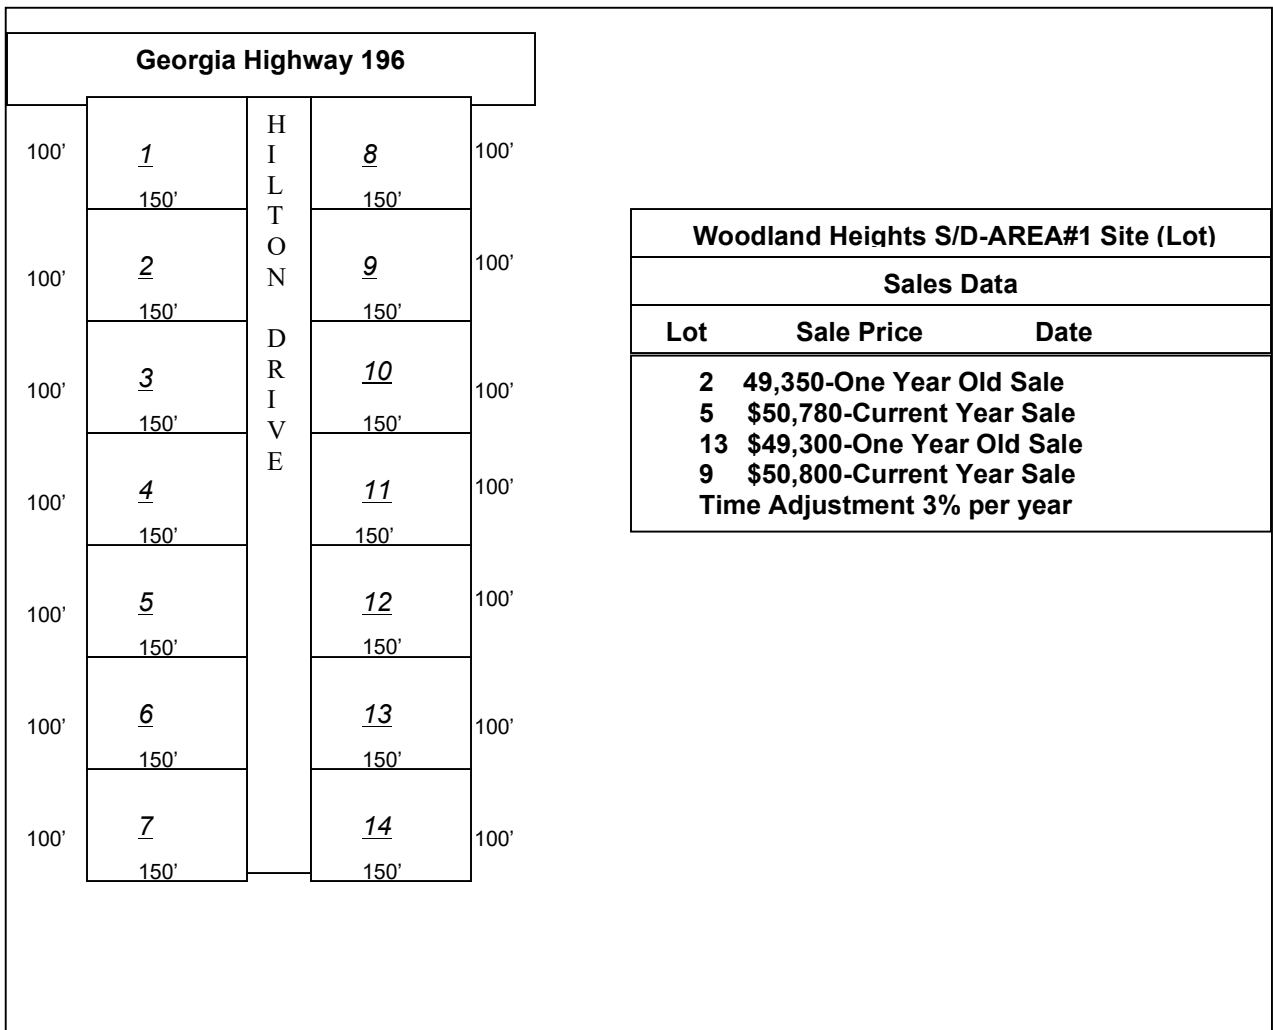 Georgia Highway 196
H
I
L
T
O
N
D
R
I
V
E
100' 1 8 100'
150' 150'
100' 2 9 100'
150' 150'
100' 3 10 100'
150' 150'
100' 4 11 100'
150' 150'
100' 5 12 100'
150' 150'
100' 6 13 100'
150' 150'
100' 7 14 100'
150' 150'
Woodland Heights S/D-AREA#1 Site (Lot)
Sales Data
Lot Sale Price Date
2 49,350-One Year Old Sale
5 $50,780-Current Year Sale
13 $49,300-One Year Old Sale
9 $50,800-Current Year Sale
Time Adjustment 3% per year